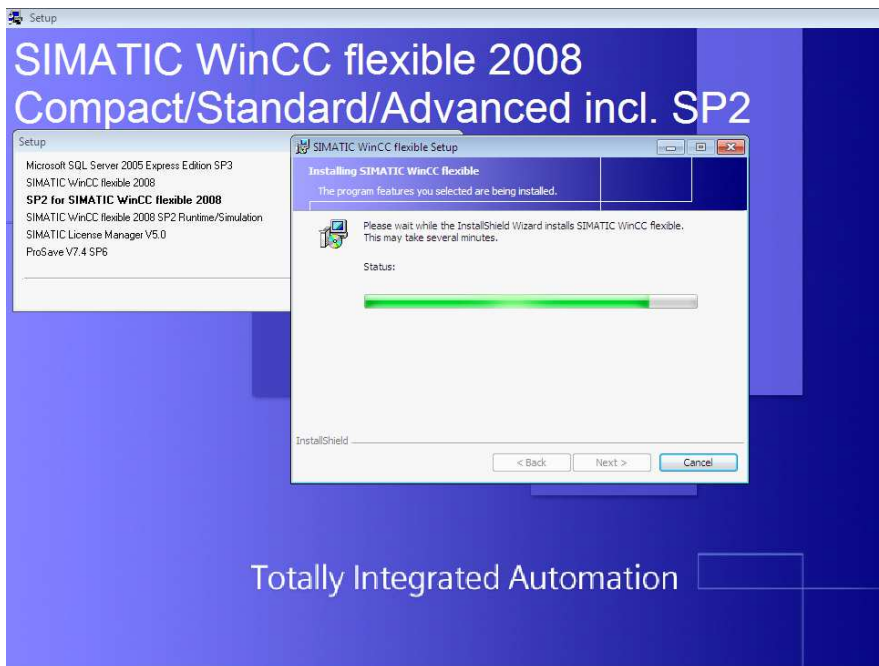 Setup
SIMATIC WinCC flexible 2008
Compact/Standard/Advanced incl. SP2
Setup
Microsoft SQL Server 2005 Express Edition SP3
SIMATIC WinCC flexible 2008
SP2 for SIMATIC WinCC flexible 2008
SIMATIC WinCC flexible 2008 SP2 Runtime/Simulation
SIMATIC License Manager V5.0
ProSave V7.4 SP6
SIMATIC WinCC flexible Setup
Installing SIMATIC WinCC flexible
The program features you selected are being installed.
Please wait while the InstallShield Wizard installs SIMATIC WinCC flexible.
This may take several minutes.
Status:
InstallShield
< Back Next > Cancel
Totally Integrated Automation